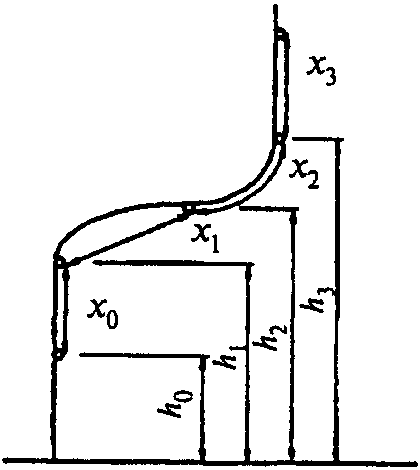 x₃
x₂
x₁
x₀
h₀
h₁
h₂
h₃